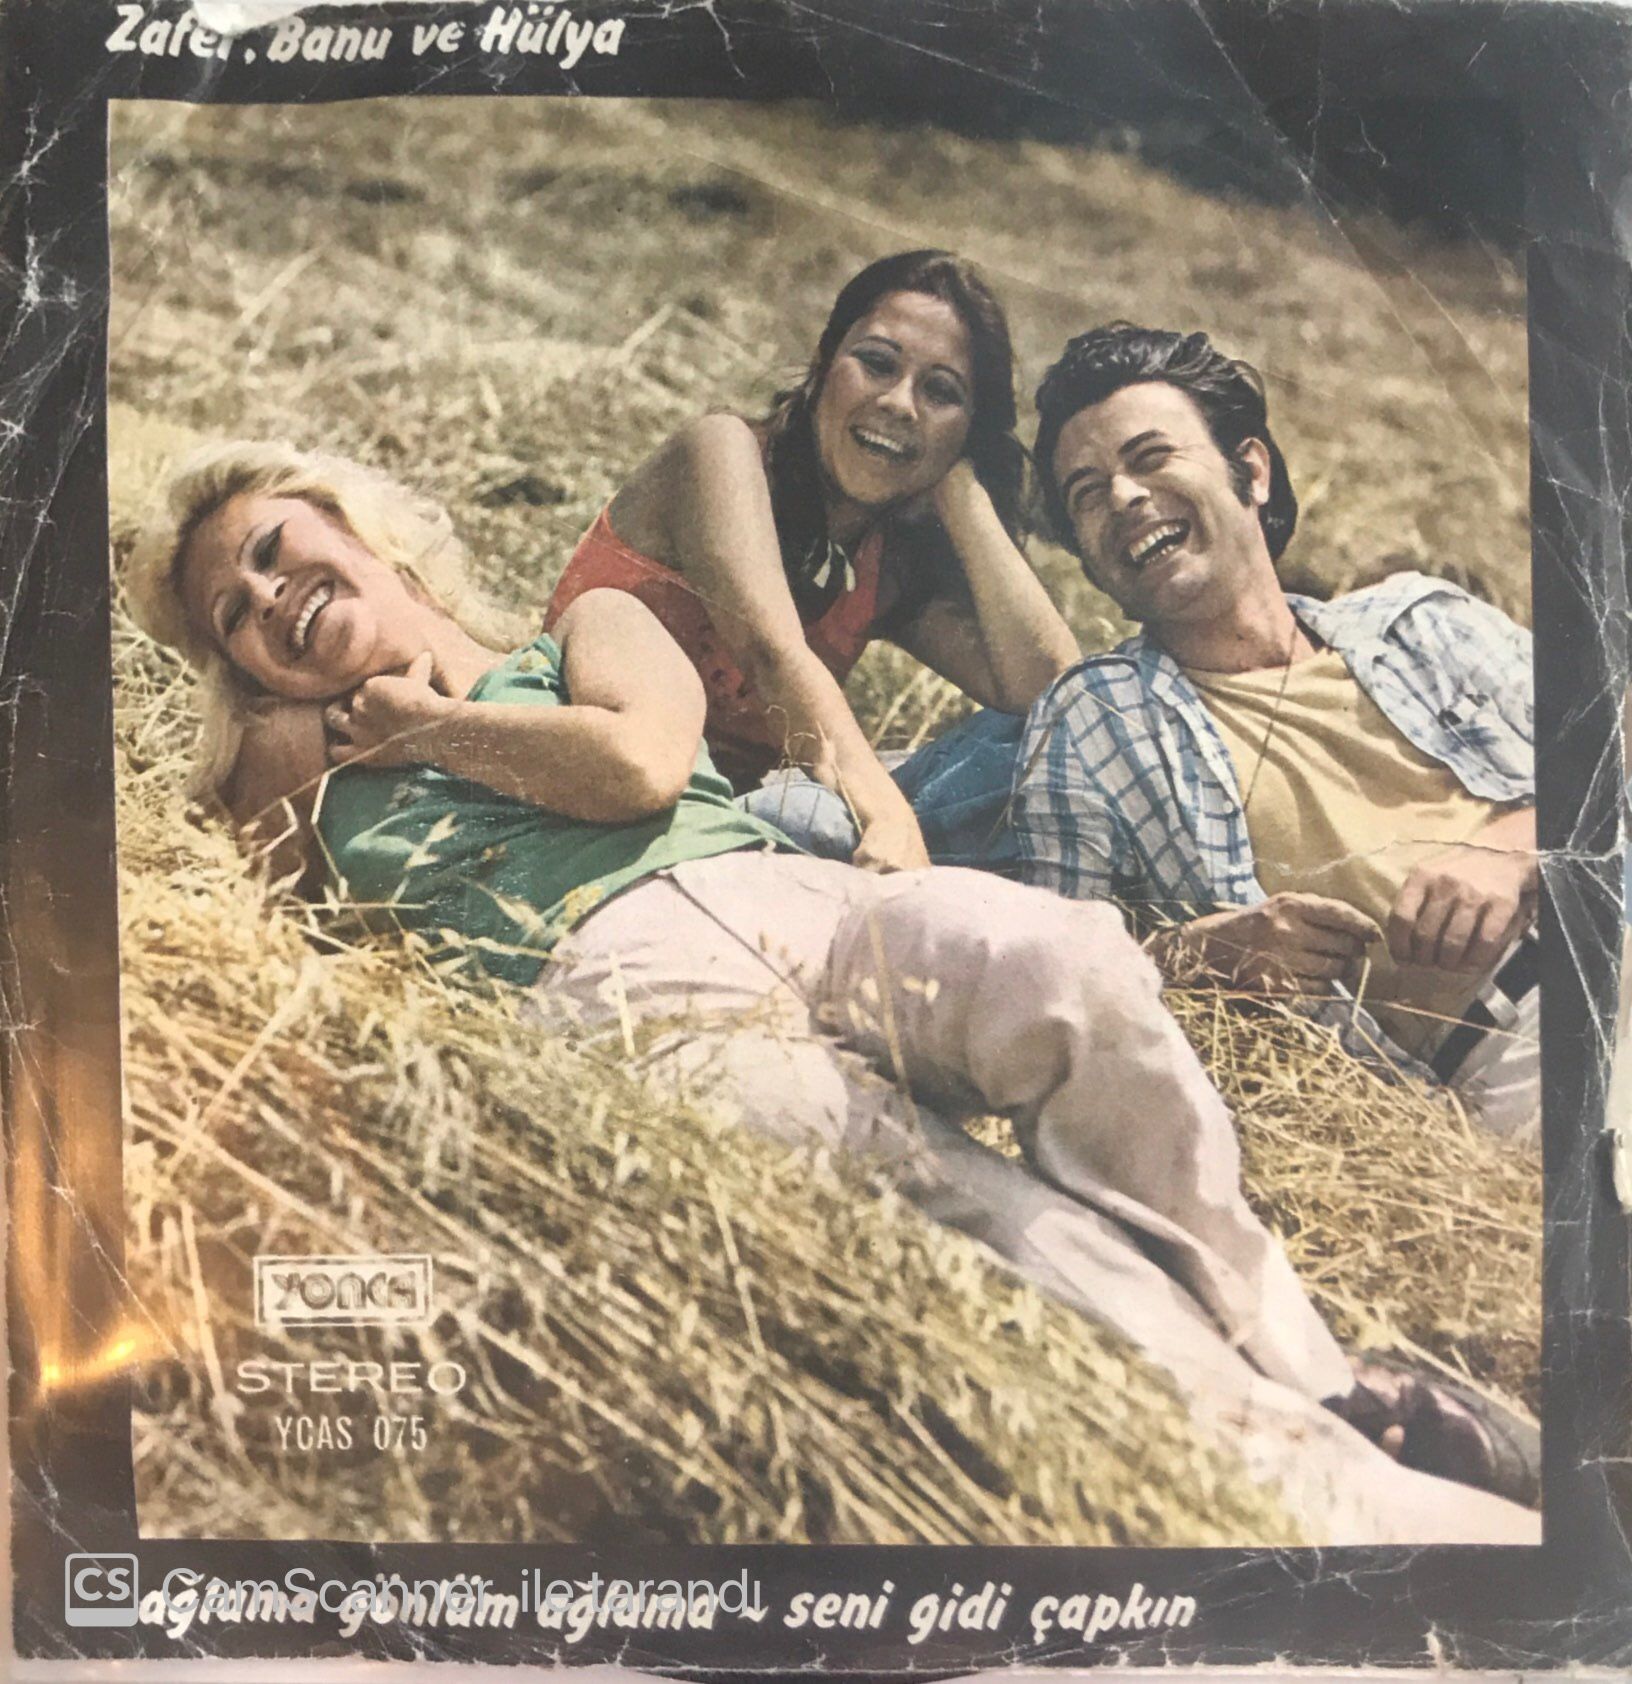 Zafer, Banu ve Hülya
YONCA
STEREO
YCAS 075
ağlama gönlüm ağlama ~ seni gidi çapkın
CS CamScanner ile tarandı